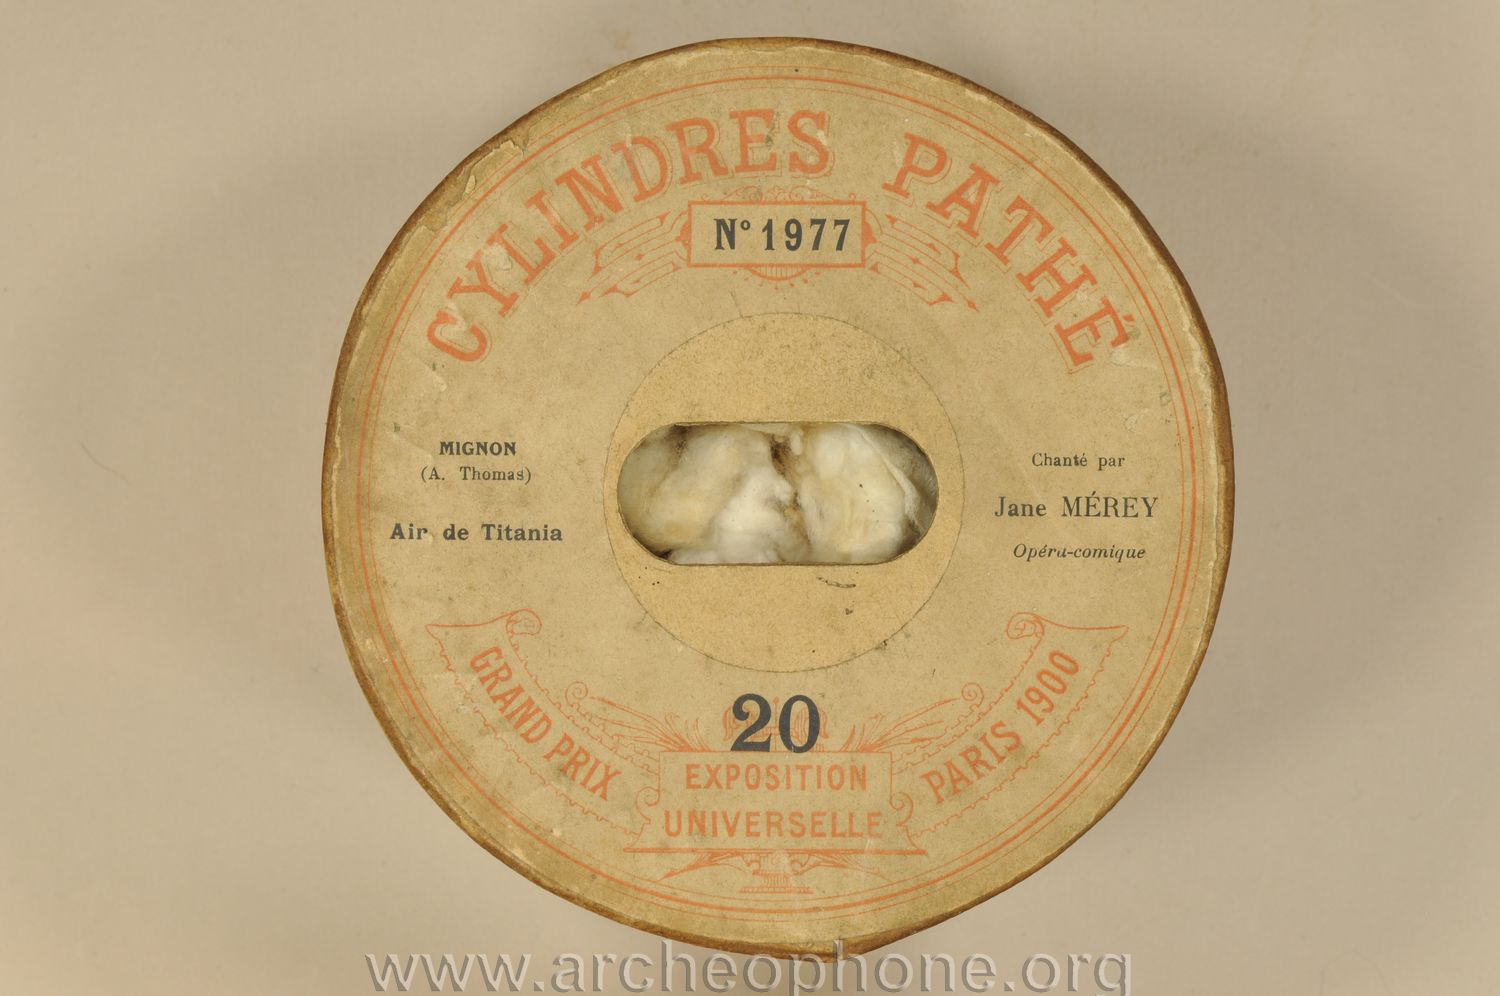 CYLINDRES PATHÉ
Nº 1977
MIGNON
(A. Thomas)
Air de Titania
Chanté par
Jane MÉREY
Opéra-comique
20
GRAND PRIX
EXPOSITION
UNIVERSELLE
PARIS 1900
www.archeophone.org